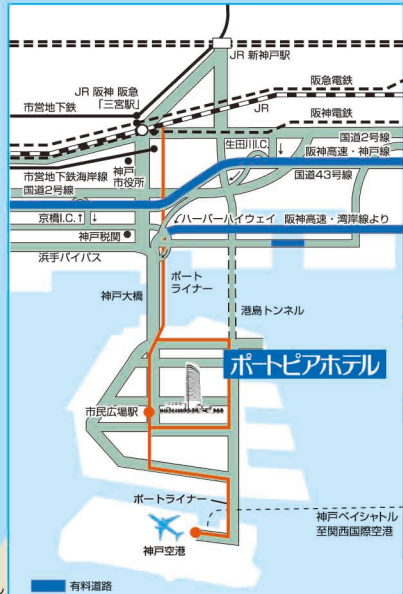 JR 新神戸駅
JR 阪神 阪急
「三宮駅」
阪急電鉄
市営地下鉄
JR
阪神電鉄
生田川I.C.
国道2号線
神戸
市役所
阪神高速・神戸線
市営地下鉄海岸線
国道2号線
国道43号線
京橋I.C.
ハーバーハイウェイ
阪神高速・湾岸線より
神戸税関
浜手バイパス
ポート
ライナー
神戸大橋
港島トンネル
ポートピアホテル
市民広場駅
ポートライナー
神戸ベイシャトル
至関西国際空港
神戸空港
有料道路